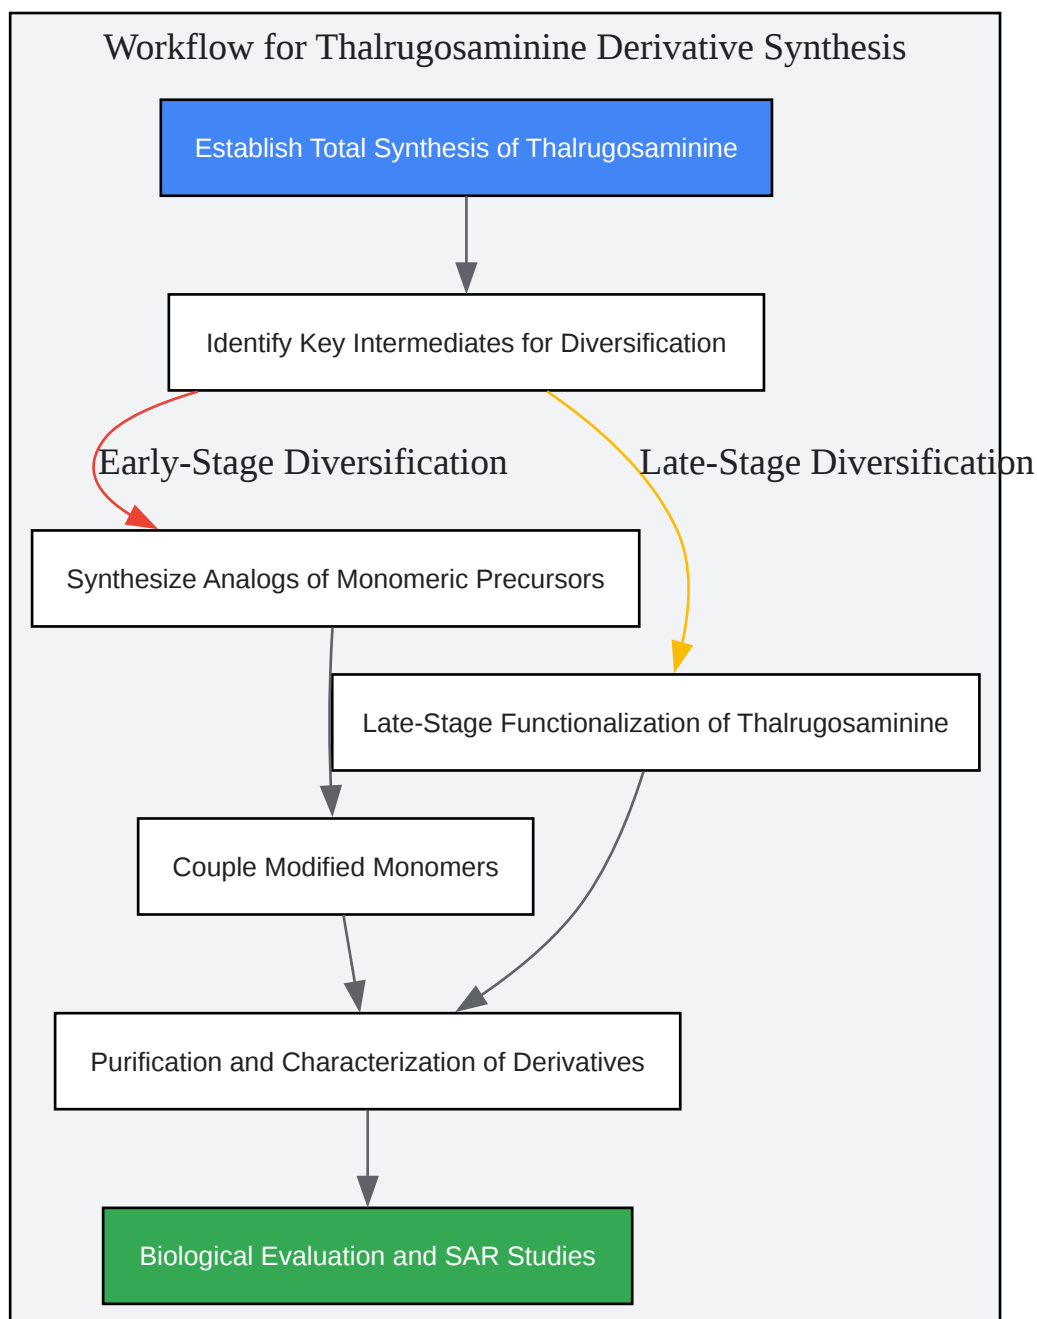 Workflow for Thalrugosaminine Derivative Synthesis
Establish Total Synthesis of Thalrugosaminine
Identify Key Intermediates for Diversification
Early-Stage Diversification
Late-Stage Diversification
Synthesize Analogs of Monomeric Precursors
Late-Stage Functionalization of Thalrugosaminine
Couple Modified Monomers
Purification and Characterization of Derivatives
Biological Evaluation and SAR Studies